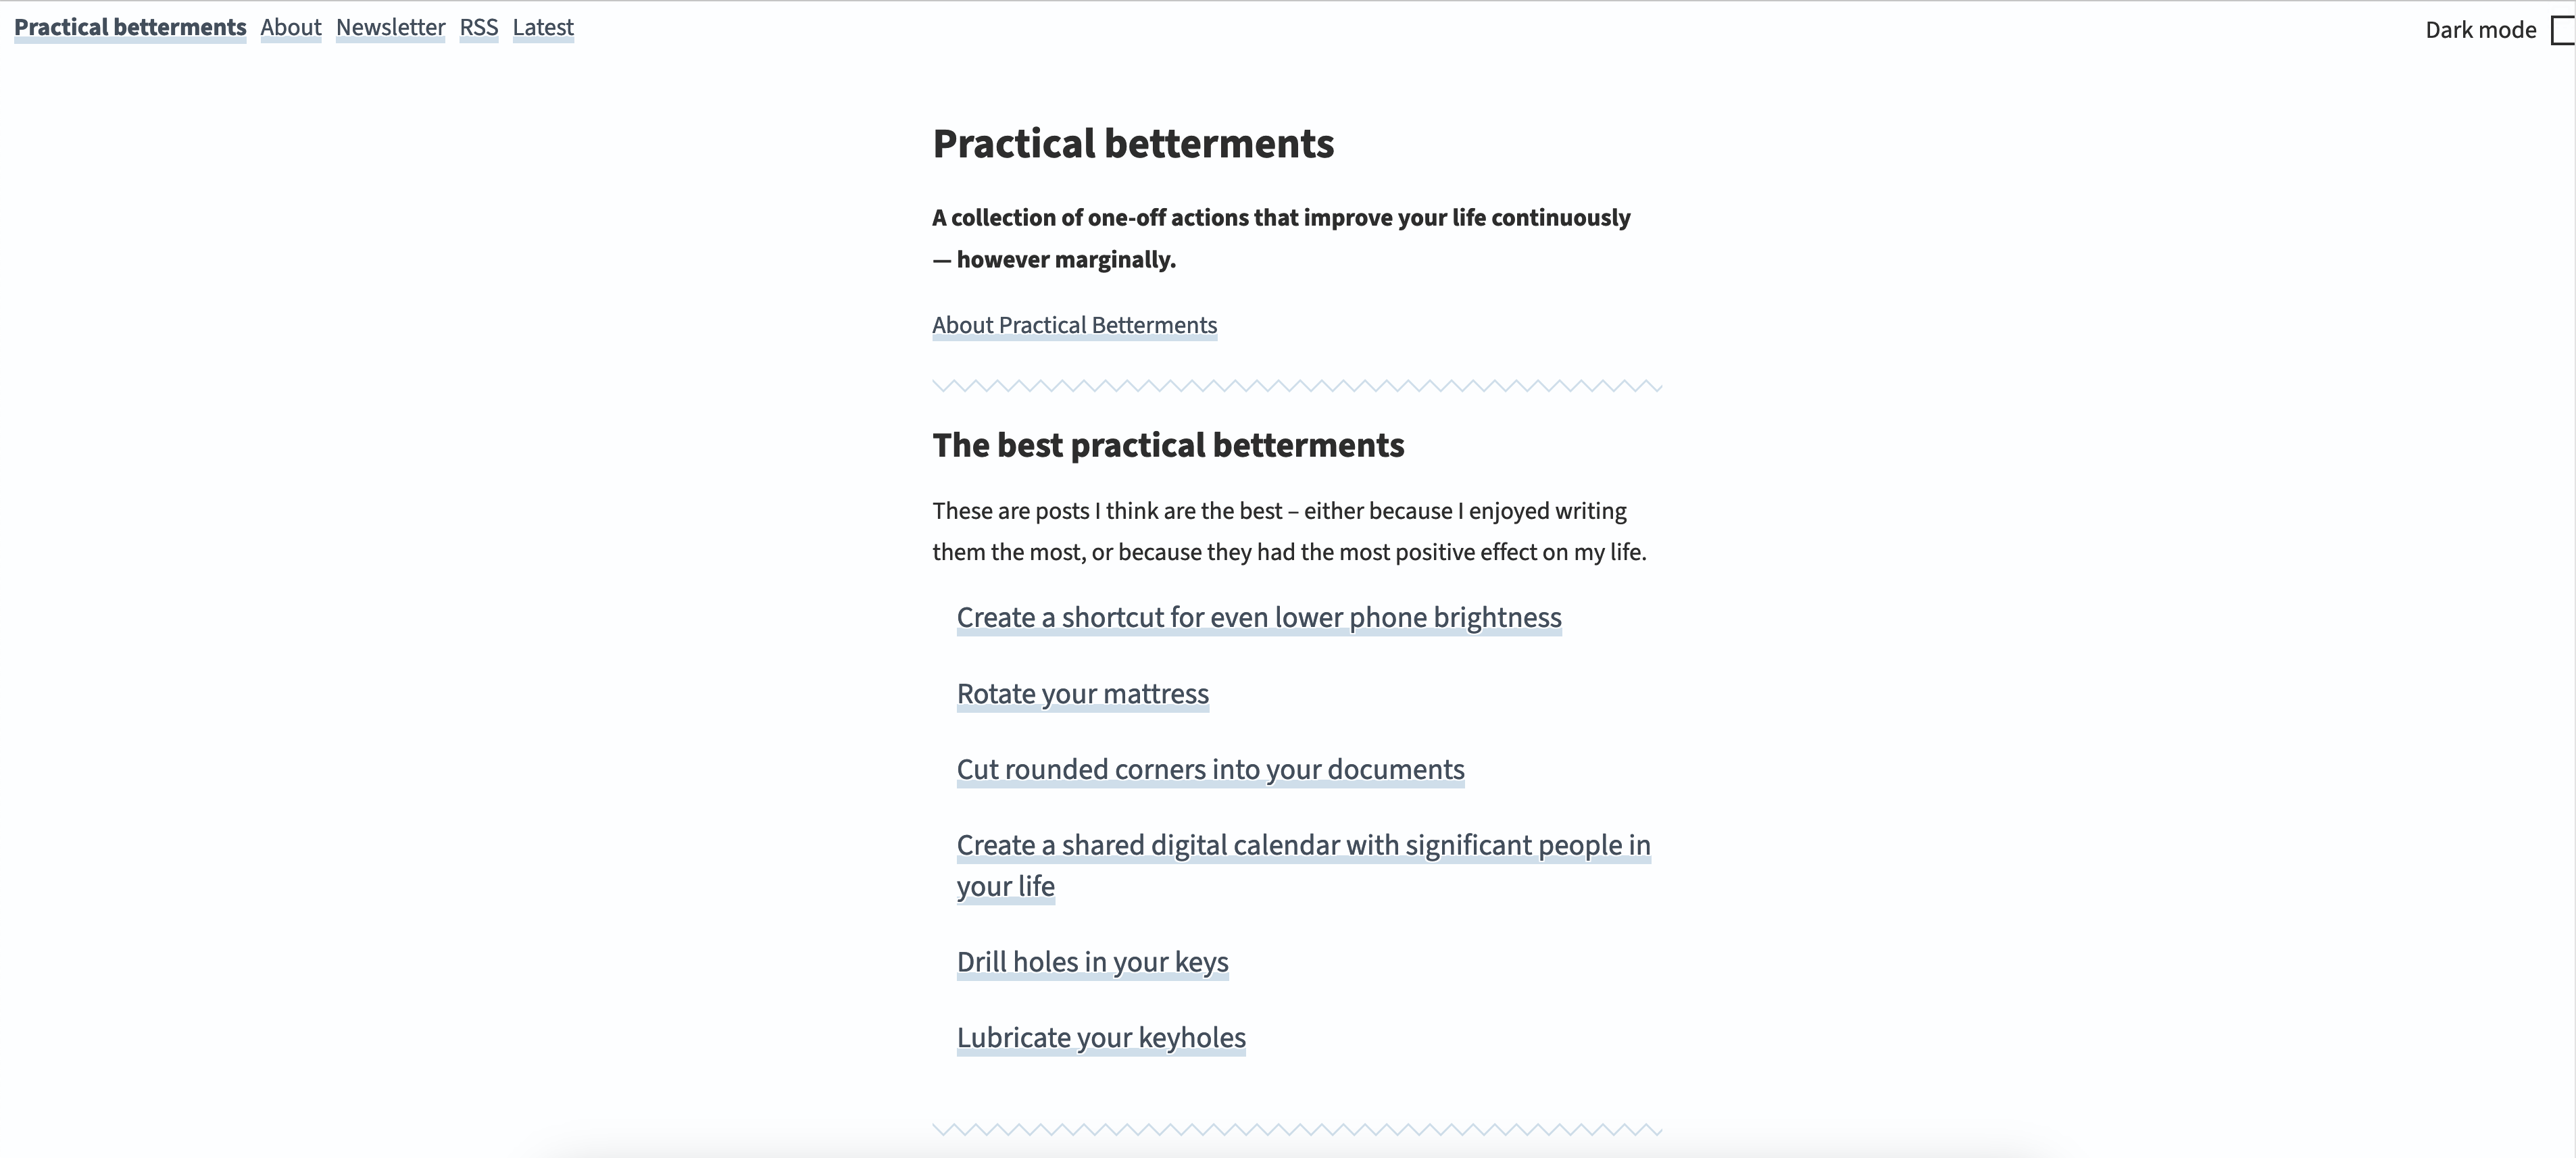 Practical betterments About Newsletter RSS Latest
Dark mode
Practical betterments
A collection of one-off actions that improve your life continuously
— however marginally.
About Practical Betterments
The best practical betterments
These are posts I think are the best – either because I enjoyed writing
them the most, or because they had the most positive effect on my life.
Create a shortcut for even lower phone brightness
Rotate your mattress
Cut rounded corners into your documents
Create a shared digital calendar with significant people in
your life
Drill holes in your keys
Lubricate your keyholes